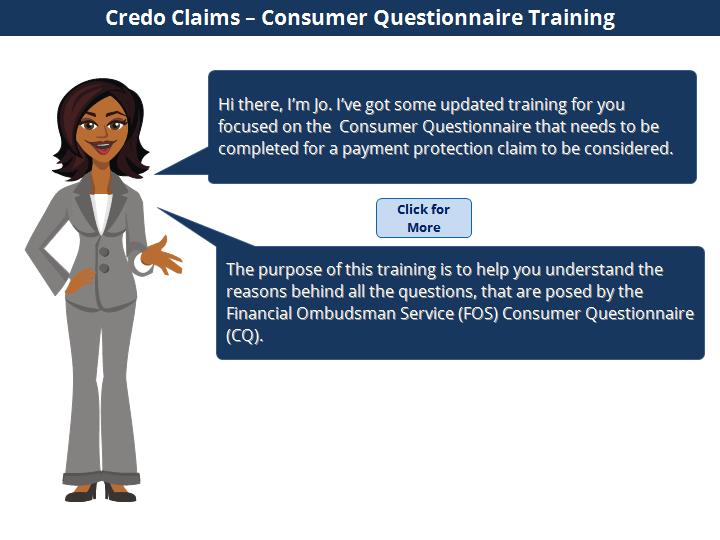 Credo Claims – Consumer Questionnaire Training
Hi there, I'm Jo. I've got some updated training for you
focused on the  Consumer Questionnaire that needs to be
completed for a payment protection claim to be considered.
Click for
More
The purpose of this training is to help you understand the
reasons behind all the questions, that are posed by the
Financial Ombudsman Service (FOS) Consumer Questionnaire
(CQ).